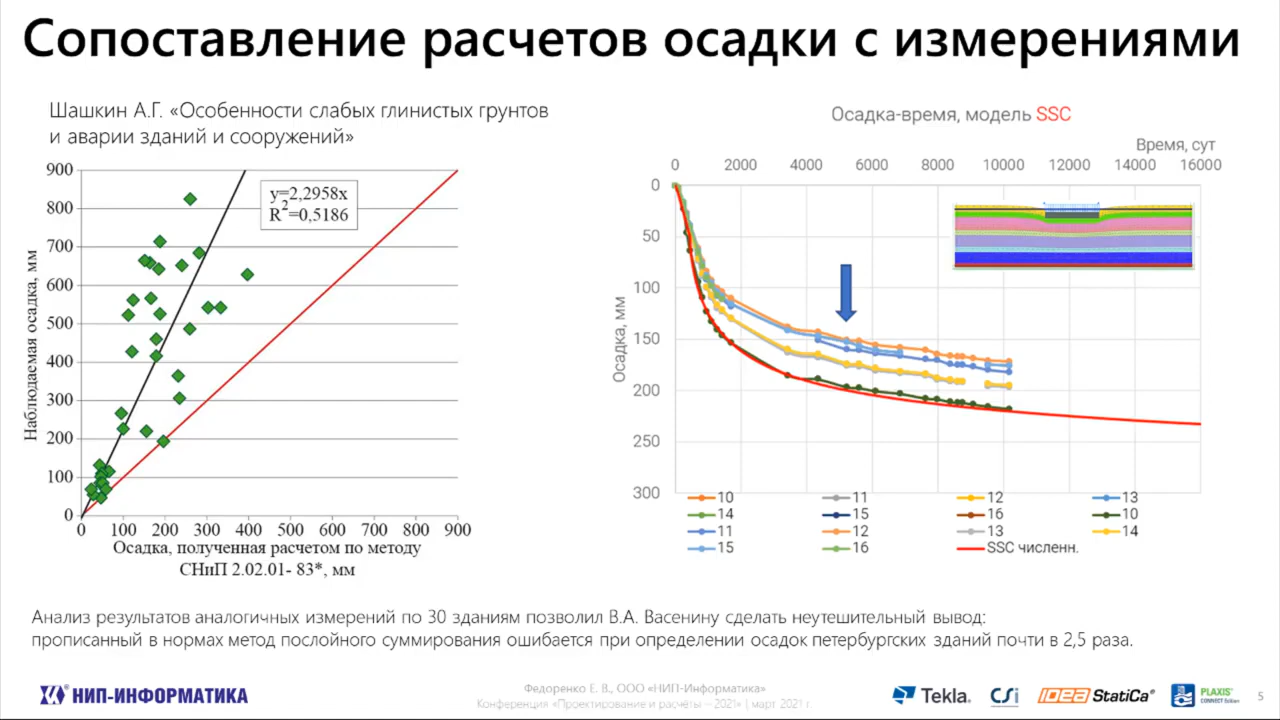 Сопоставление расчетов осадки с измерениями
Шашкин А.Г. «Особенности слабых глинистых грунтов
и аварии зданий и сооружений»
900
800
700
600
500
400
300
200
100
0
Наблюдаемая осадка, мм
y=2,2958x
R²=0,5186
0 100 200 300 400 500 600 700 800 900
Осадка, полученная расчетом по методу
СНиП 2.02.01- 83*, мм
Осадка-время, модель SSC
Время, сут
0 2000 4000 6000 8000 10000 12000 14000 16000
0
50
100
150
200
250
300
Осадка, мм
10 11 12 13
14 15 16 10
11 12 13 14
15 16 SSC численн.
Анализ результатов аналогичных измерений по 30 зданиям позволил В.А. Васенину сделать неутешительный вывод:
прописанный в нормах метод послойного суммирования ошибается при определении осадок петербургских зданий почти в 2,5 раза.
НИП-ИНФОРМАТИКА
Федоренко Е. В., ООО «НИП-Информатика»
Конференция «Проектирование и расчеты – 2021» | март 2021 г.
Tekla
CSi
IDEA StatiCa®
PLAXIS
CONNECT Edition
5